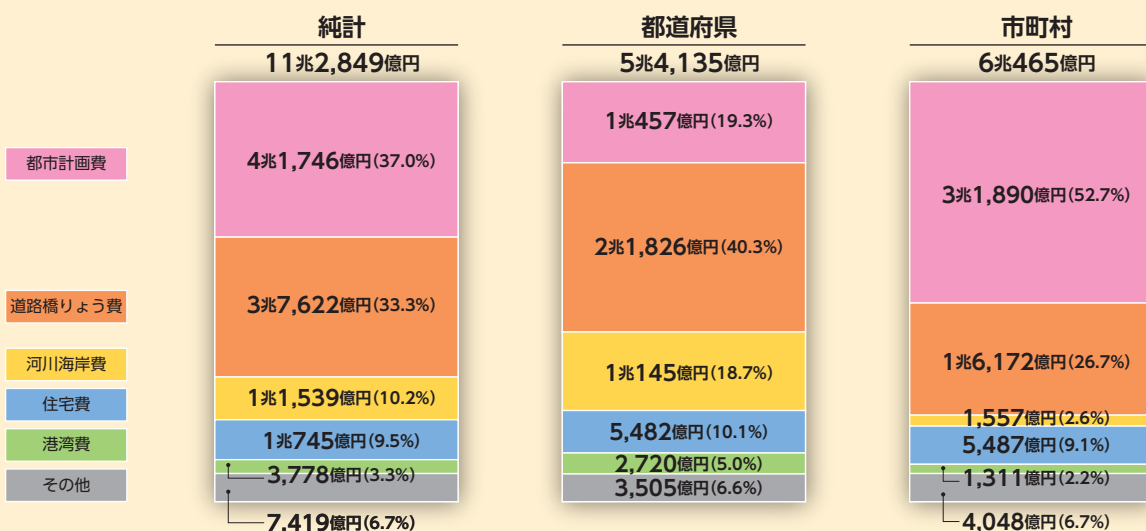 純計
11兆2,849億円
都道府県
5兆4,135億円
市町村
6兆465億円
都市計画費
4兆1,746億円(37.0%)
1兆457億円(19.3%)
3兆1,890億円(52.7%)
道路橋りょう費
3兆7,622億円(33.3%)
2兆1,826億円(40.3%)
1兆6,172億円(26.7%)
河川海岸費
1兆1,539億円(10.2%)
1兆145億円(18.7%)
1,557億円(2.6%)
住宅費
1兆745億円(9.5%)
5,482億円(10.1%)
5,487億円(9.1%)
港湾費
3,778億円(3.3%)
2,720億円(5.0%)
1,311億円(2.2%)
その他
7,419億円(6.7%)
3,505億円(6.6%)
4,048億円(6.7%)